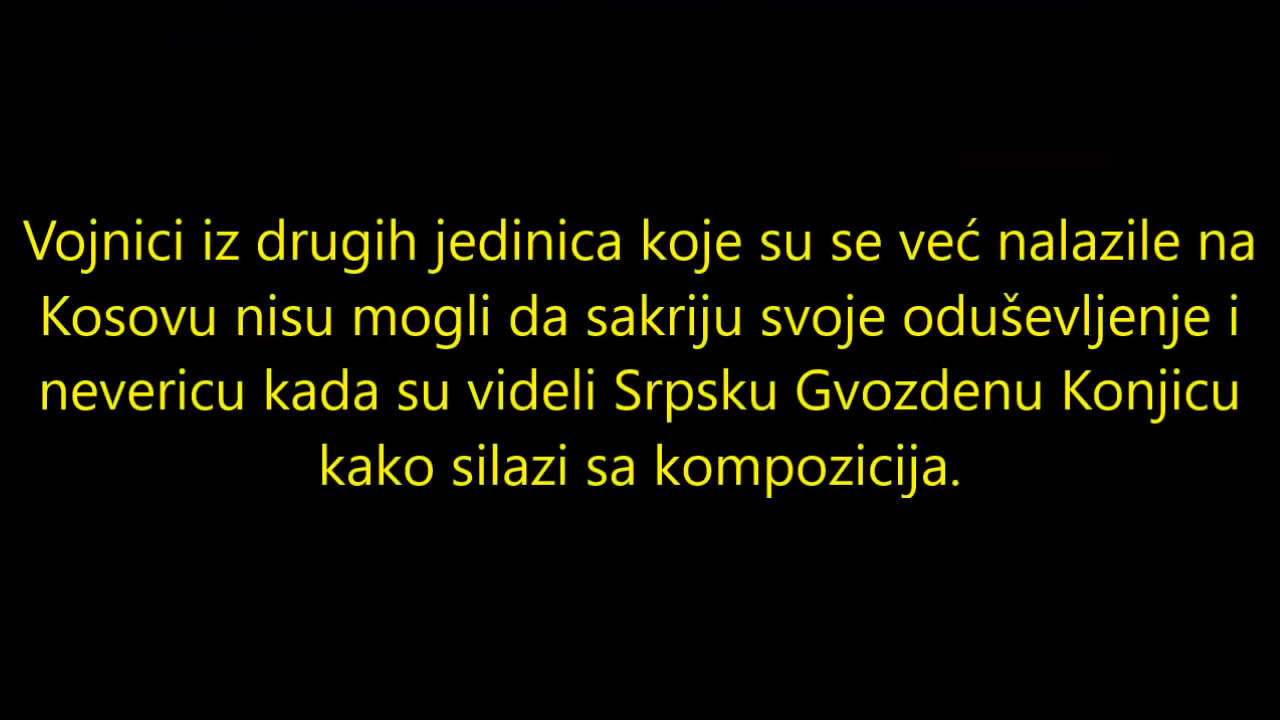 Vojnici iz drugih jedinica koje su se već nalazile na
Kosovu nisu mogli da sakriju svoje oduševljenje i
nevericu kada su videli Srpsku Gvozdenu Konjicu
kako silazi sa kompozicija.